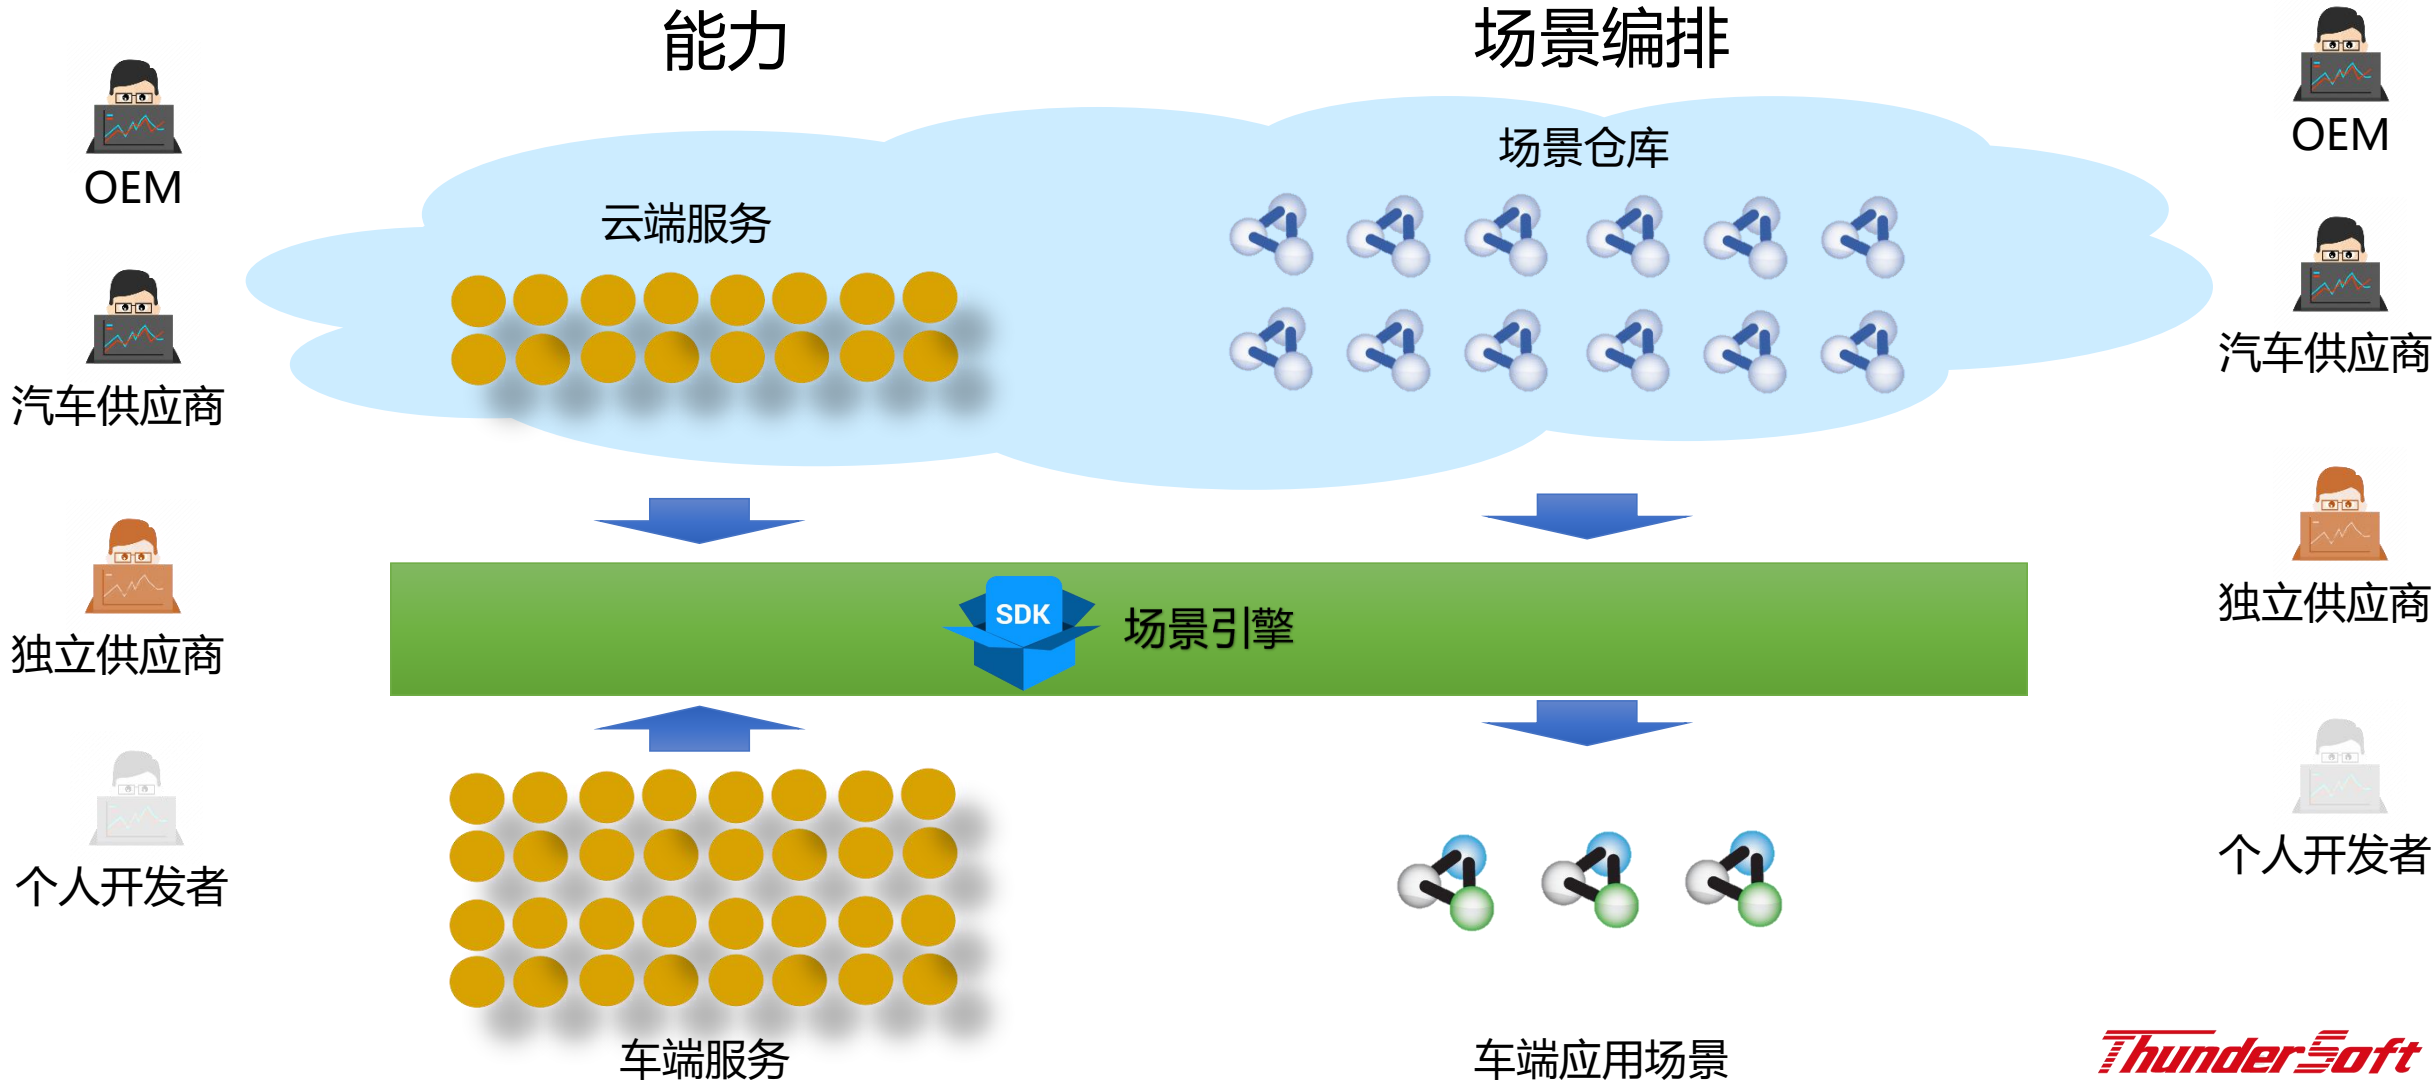 能力
场景编排
OEM
汽车供应商
独立供应商
个人开发者
云端服务
场景仓库
SDK
场景引擎
车端服务
车端应用场景
OEM
汽车供应商
独立供应商
个人开发者
ThunderSoft